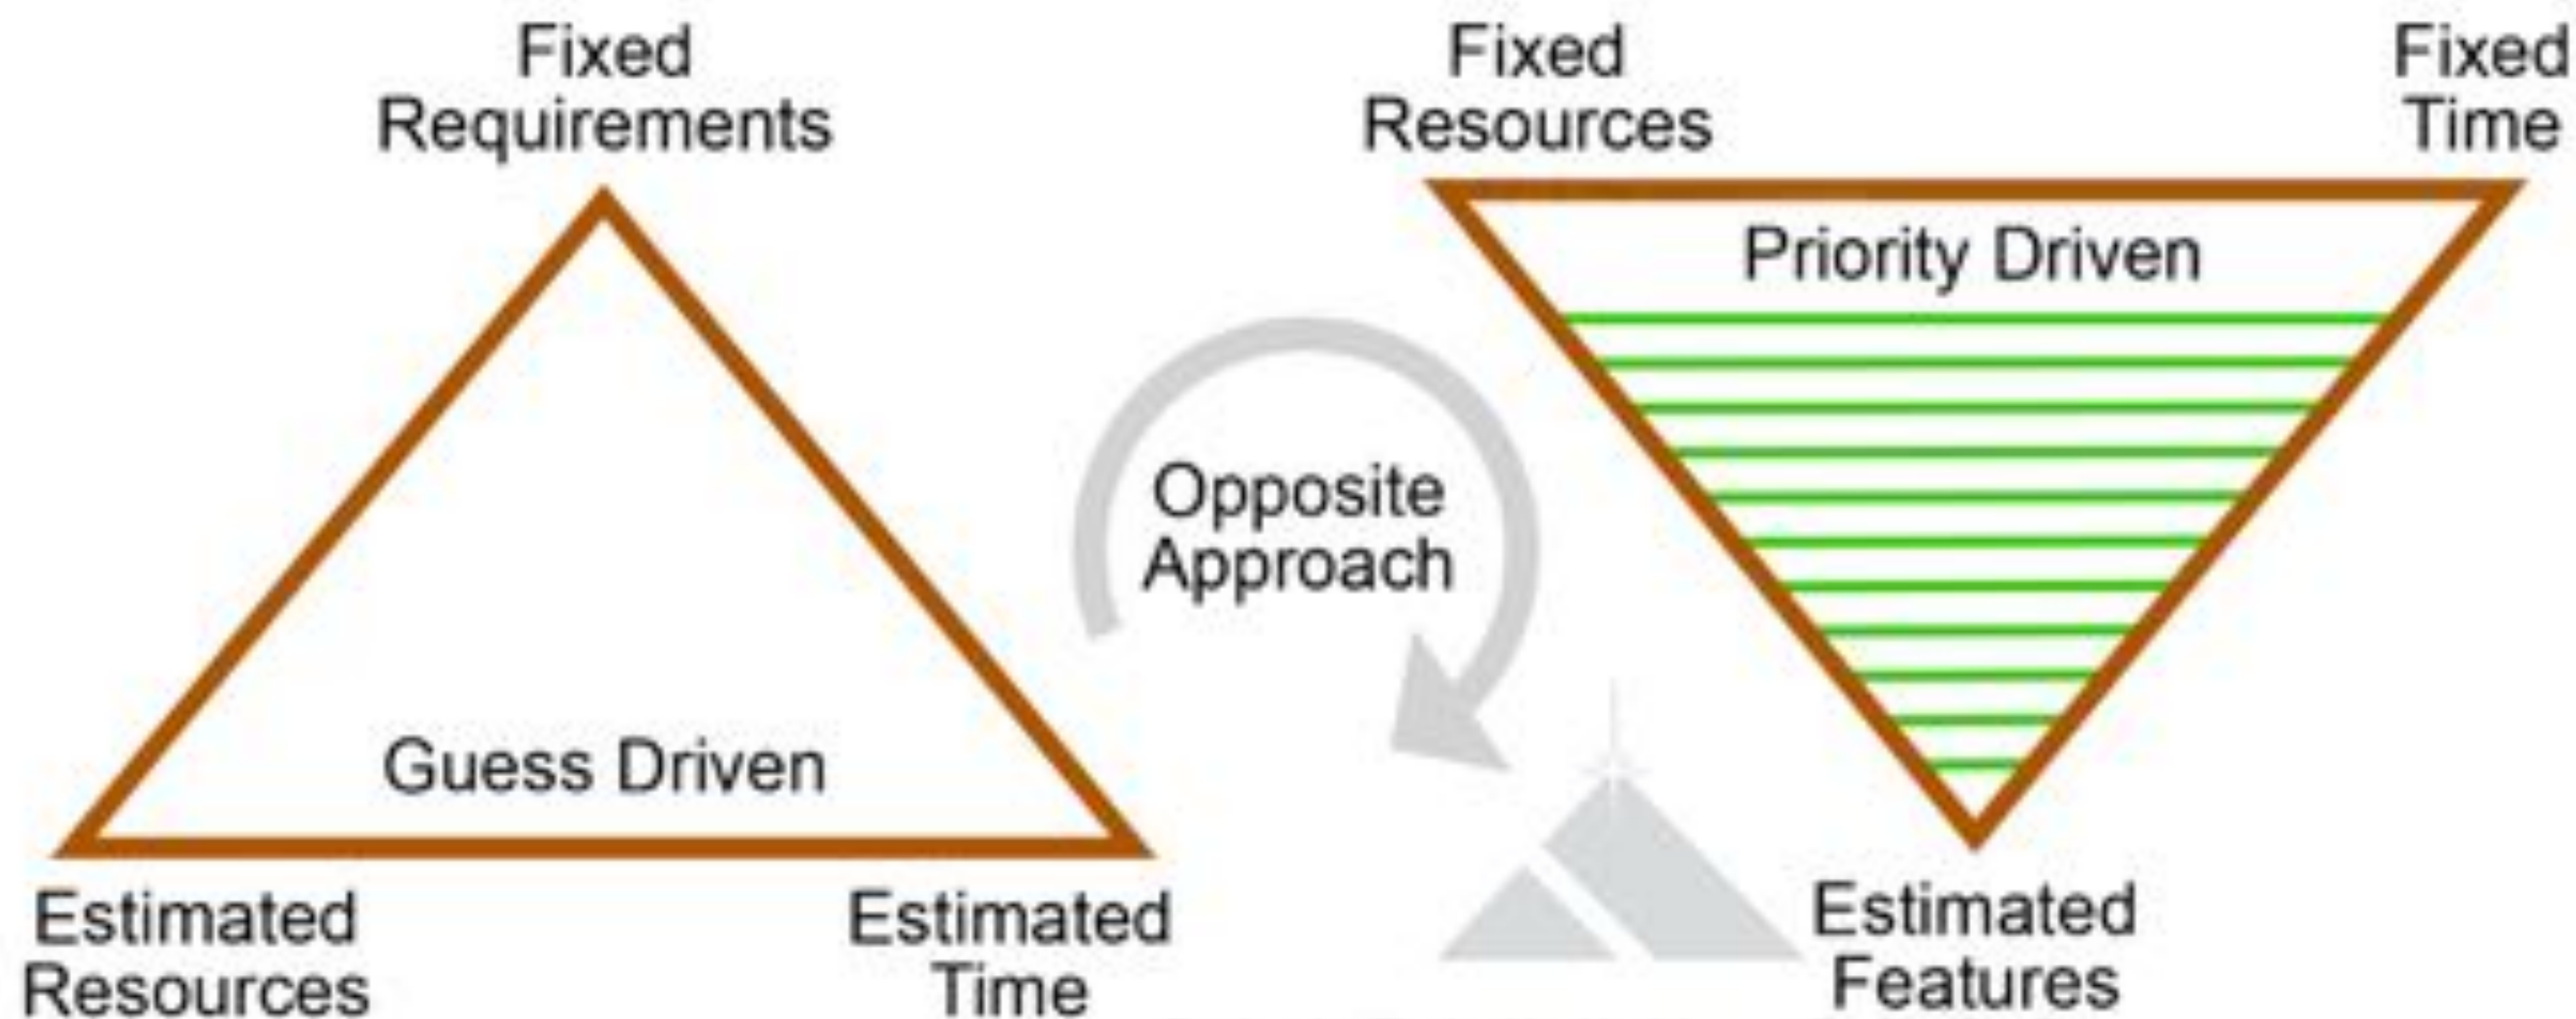 Fixed
Requirements
Guess Driven
Estimated
Resources
Estimated
Time
Opposite
Approach
Fixed
Resources
Fixed
Time
Priority Driven
Estimated
Features